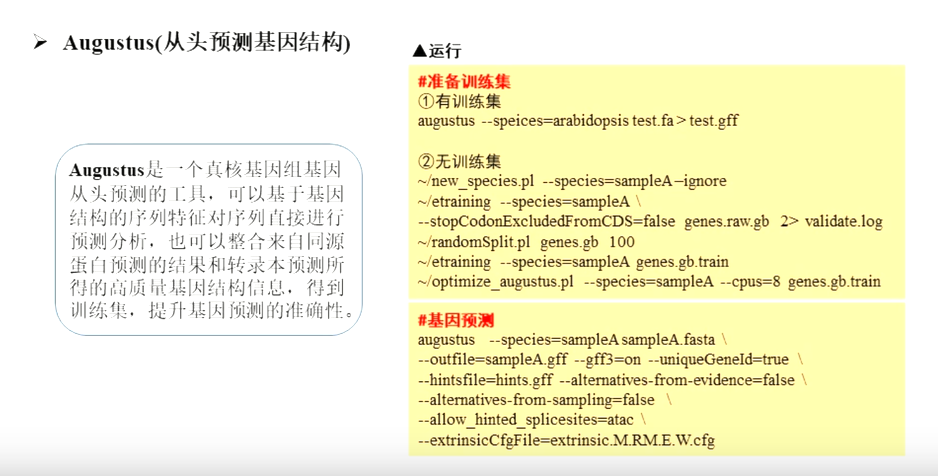 ➤ Augustus(从头预测基因结构)
Augustus是一个真核基因组基因
从头预测的工具，可以基于基因
结构的序列特征对序列直接进行
预测分析，也可以整合来自同源
蛋白预测的结果和转录本预测所
得的高质量基因结构信息，得到
训练集，提升基因预测的准确性。
▲运行
#准备训练集
①有训练集
augustus --speices=arabidopsis test.fa > test.gff
②无训练集
~/new_species.pl --species=sampleA –ignore
~/etraining --species=sampleA \
--stopCodonExcludedFromCDS=false genes.raw.gb 2> validate.log
~/randomSplit.pl genes.gb 100
~/etraining --species=sampleA genes.gb.train
~/optimize_augustus.pl --species=sampleA --cpus=8 genes.gb.train
#基因预测
augustus --species=sampleA sampleA.fasta \
--outfile=sampleA.gff --gff3=on --uniqueGeneId=true \
--hintsfile=hints.gff --alternatives-from-evidence=false \
--alternatives-from-sampling=false \
--allow_hinted_splicesites=atac \
--extrinsicCfgFile=extrinsic.M.RM.E.W.cfg